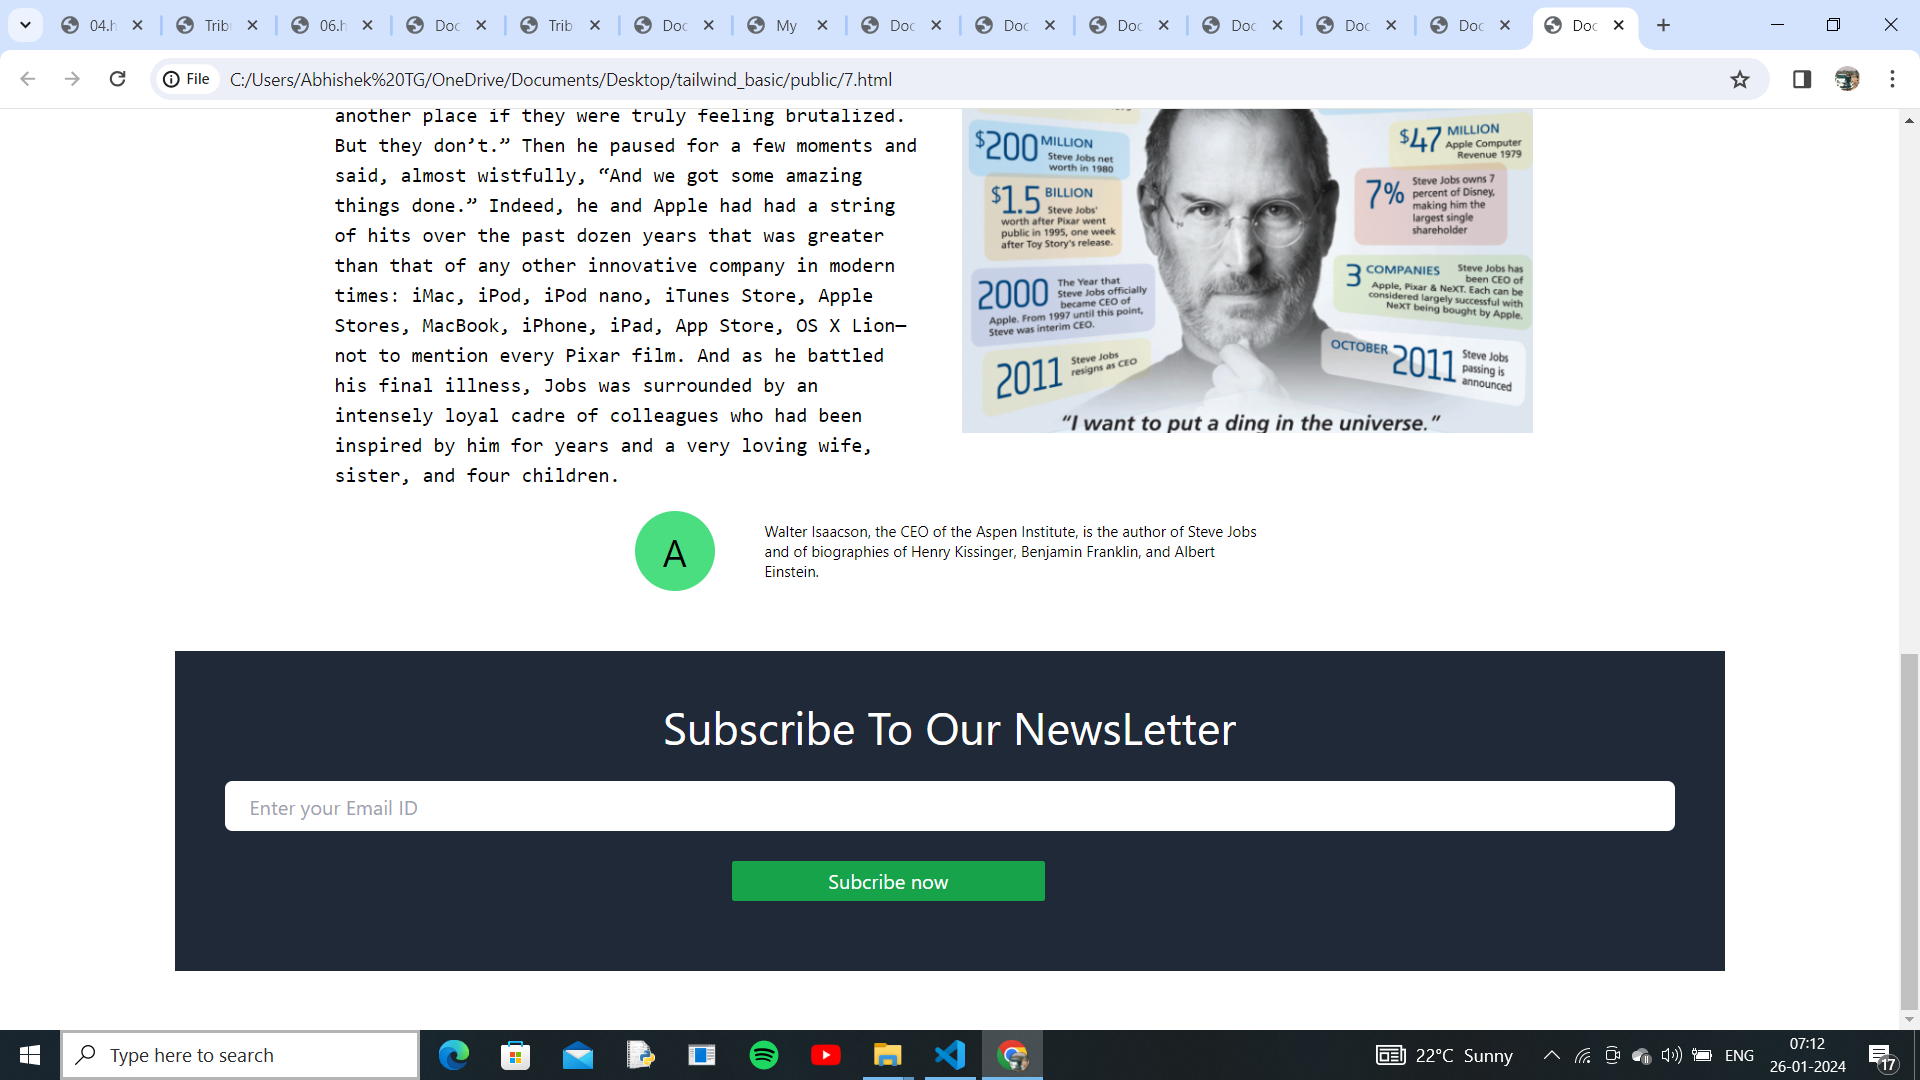 04.h
Trib
06.h
Doc
Trib
Doc
My
Doc
Doc
Doc
Doc
Doc
Doc
Doc
File
C:/Users/Abhishek%20TG/OneDrive/Documents/Desktop/tailwind_basic/public/7.html
another place if they were truly feeling brutalized.
But they don’t.” Then he paused for a few moments and
said, almost wistfully, “And we got some amazing
things done.” Indeed, he and Apple had had a string
of hits over the past dozen years that was greater
than that of any other innovative company in modern
times: iMac, iPod, iPod nano, iTunes Store, Apple
Stores, MacBook, iPhone, iPad, App Store, OS X Lion—
not to mention every Pixar film. And as he battled
his final illness, Jobs was surrounded by an
intensely loyal cadre of colleagues who had been
inspired by him for years and a very loving wife,
sister, and four children.
$200 MILLION
Steve Jobs net
worth in 1980
$1.5 BILLION
Steve Jobs'
worth after Pixar went
public in 1995, one week
after Toy Story's release.
2000 The Year that
Steve Jobs officially
became CEO of
Apple. From 1997 until this point,
Steve was interim CEO.
2011 Steve Jobs
resigns as CEO
$47 MILLION
Apple Computer
Revenue 1979
7% Steve Jobs owns 7
percent of Disney,
making him the
largest single
shareholder
3 COMPANIES Steve Jobs has
been CEO of
Apple, Pixar & NeXT. Each can be
considered largely successful with
NeXT being bought by Apple.
OCTOBER 2011 Steve Jobs
passing is
announced
“I want to put a ding in the universe.”
A
Walter Isaacson, the CEO of the Aspen Institute, is the author of Steve Jobs
and of biographies of Henry Kissinger, Benjamin Franklin, and Albert
Einstein.
Subscribe To Our NewsLetter
Enter your Email ID
Subcribe now
Type here to search
22°C Sunny
ENG
07:12
26-01-2024
17